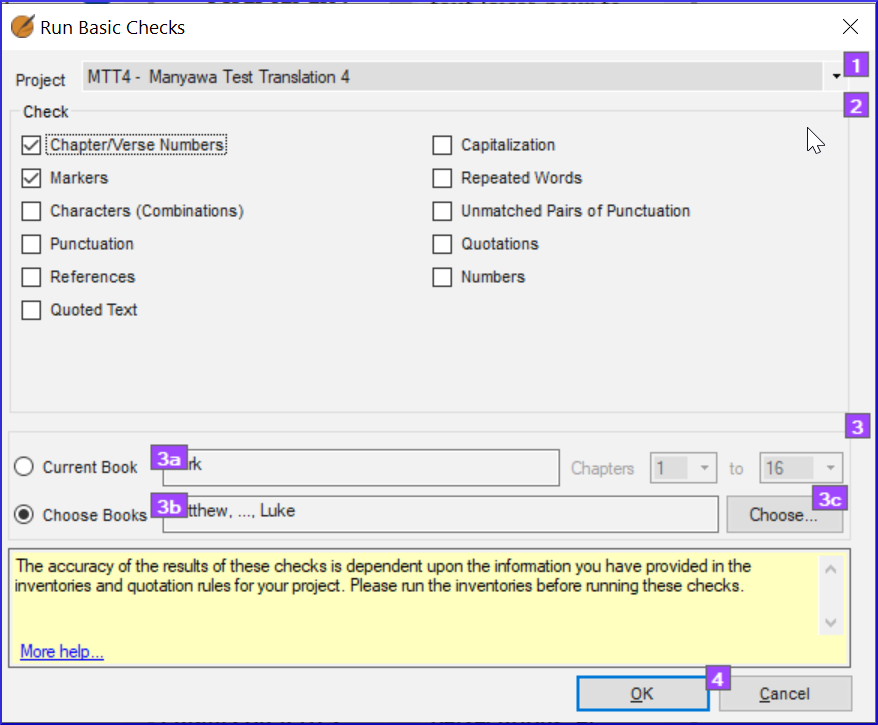 Run Basic Checks
Project MTT4 - Manyawa Test Translation 4 1
Check 2
Chapter/Verse Numbers Capitalization
Markers Repeated Words
Characters (Combinations) Unmatched Pairs of Punctuation
Punctuation Quotations
References Numbers
Quoted Text
3
Current Book 3a rk Chapters 1 to 16
Choose Books 3b tthew, ..., Luke Choose... 3c
The accuracy of the results of these checks is dependent upon the information you have provided in the
inventories and quotation rules for your project. Please run the inventories before running these checks.
More help...
OK 4 Cancel